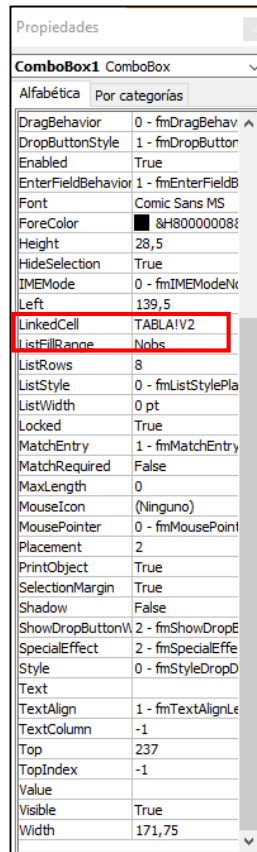 Propiedades
ComboBox1 ComboBox
Alfabética Por categorías
DragBehavior 0 - fmDragBehav
DropButtonStyle 1 - fmDropButton
Enabled True
EnterFieldBehavior 1 - fmEnterFieldB
Font Comic Sans MS
ForeColor &H80000008&
Height 28,5
HideSelection True
IMEMode 0 - fmIMEModeNo
Left 139,5
LinkedCell TABLA!V2
ListFillRange Nobs
ListRows 8
ListStyle 0 - fmListStylePla
ListWidth 0 pt
Locked True
MatchEntry 1 - fmMatchEntry
MatchRequired False
MaxLength 0
MouseIcon (Ninguno)
MousePointer 0 - fmMousePoint
Placement 2
PrintObject True
SelectionMargin True
Shadow False
ShowDropButtonW 2 - fmShowDropB
SpecialEffect 2 - fmSpecialEffe
Style 0 - fmStyleDropD
Text
TextAlign 1 - fmTextAlignLe
TextColumn -1
Top 237
TopIndex -1
Value
Visible True
Width 171,75